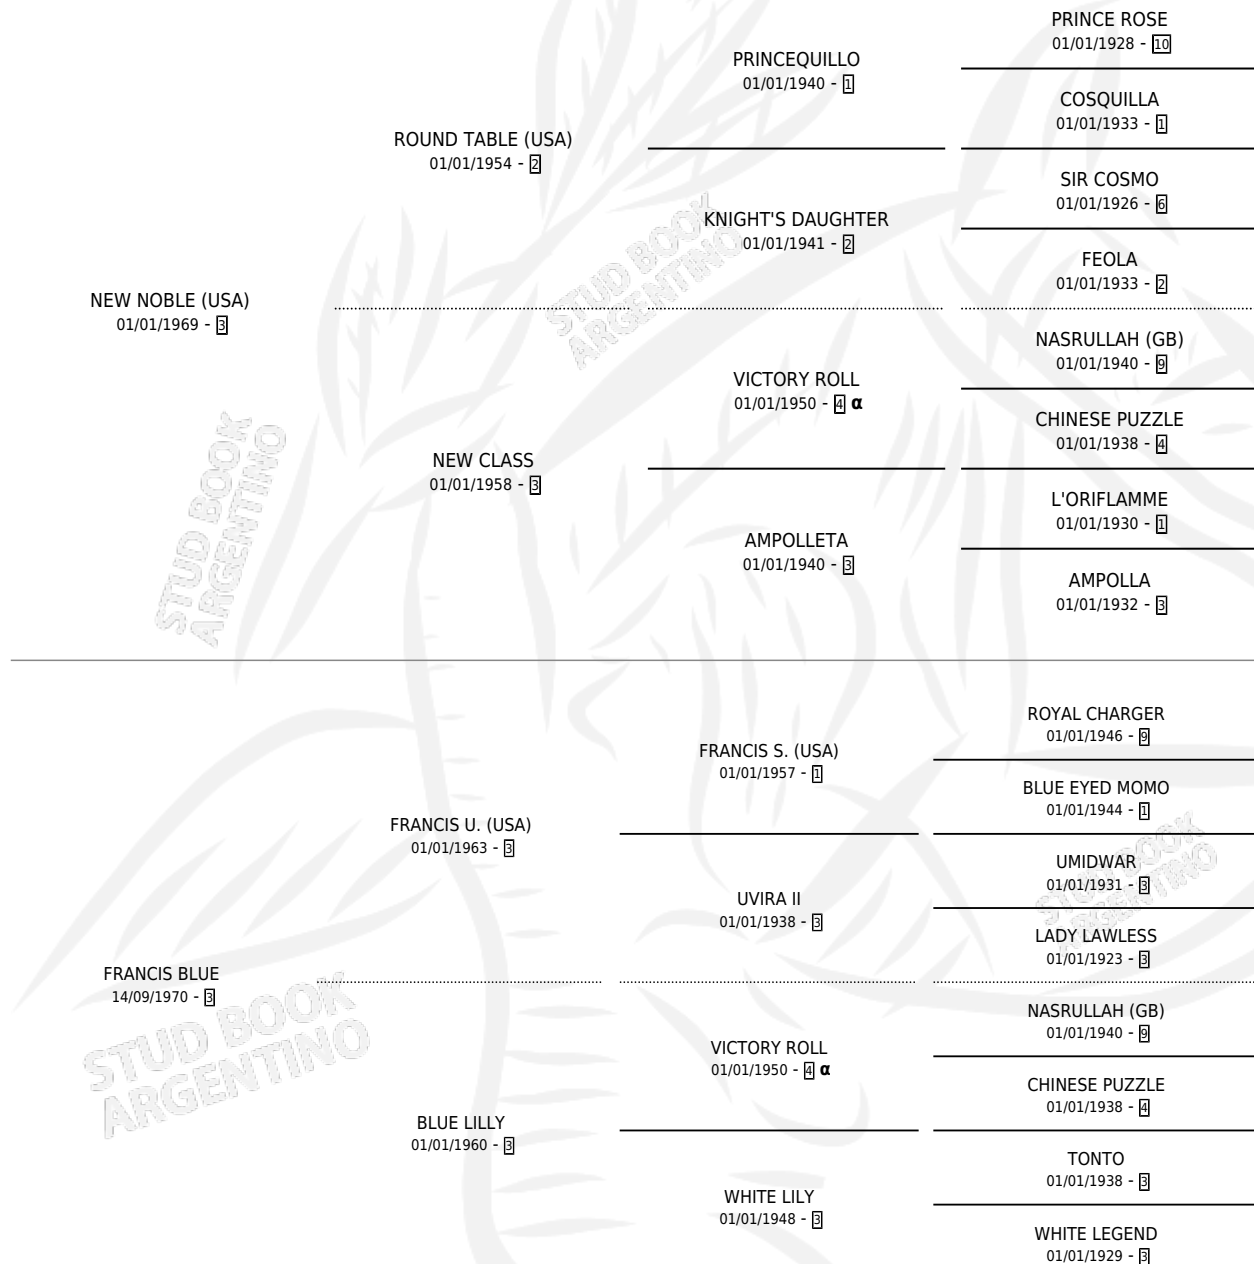 PRINCE ROSE
01/01/1928 - 10
PRINCEQUILLO
01/01/1940 - 1
COSQUILLA
01/01/1933 - 1
ROUND TABLE (USA)
01/01/1954 - 2
SIR COSMO
01/01/1926 - 6
KNIGHT'S DAUGHTER
01/01/1941 - 2
FEOLA
01/01/1933 - 2
NEW NOBLE (USA)
01/01/1969 - 3
STUD BOOK
ARGENTINO
NASRULLAH (GB)
01/01/1940 - 9
VICTORY ROLL
01/01/1950 - 4 α
CHINESE PUZZLE
01/01/1938 - 4
NEW CLASS
01/01/1958 - 3
L'ORIFLAMME
01/01/1930 - 1
AMPOLLETA
01/01/1940 - 3
AMPOLLA
01/01/1932 - 3
STUD BOOK
ARGENTINO
ROYAL CHARGER
01/01/1946 - 9
FRANCIS S. (USA)
01/01/1957 - 1
BLUE EYED MOMO
01/01/1944 - 1
FRANCIS U. (USA)
01/01/1963 - 3
UMIDWAR
01/01/1931 - 3
UVIRA II
01/01/1938 - 3
LADY LAWLESS
01/01/1923 - 3
STUD BOOK
ARGENTINO
FRANCIS BLUE
14/09/1970 - 3
NASRULLAH (GB)
01/01/1940 - 9
VICTORY ROLL
01/01/1950 - 4 α
CHINESE PUZZLE
01/01/1938 - 4
STUD BOOK
ARGENTINO
BLUE LILLY
01/01/1960 - 3
TONTO
01/01/1938 - 3
WHITE LILY
01/01/1948 - 3
WHITE LEGEND
01/01/1929 - 3